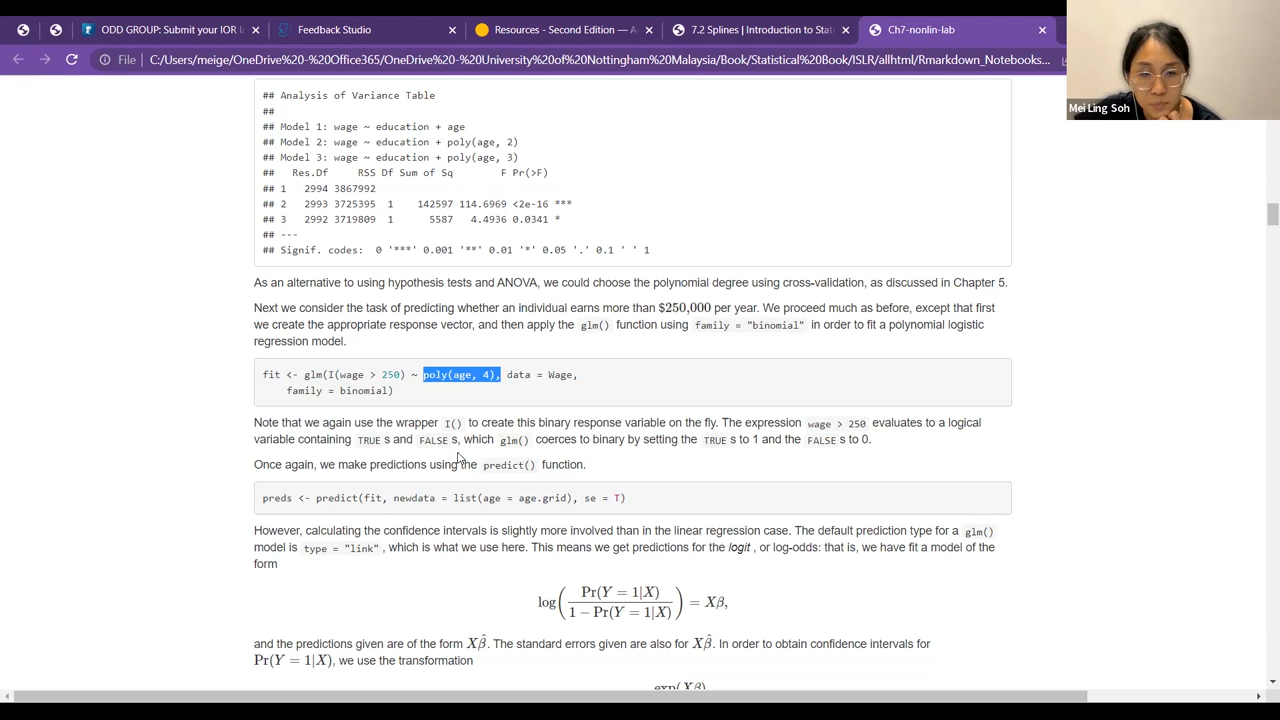 ODD GROUP: Submit your IOR
Feedback Studio
Resources - Second Edition — A
7.2 Splines | Introduction to Stat
Ch7-nonlin-lab
File
C:/Users/meige/OneDrive%20-%20Office365/OneDrive%20-%20University%20of%20Nottingham%20Malaysia/Book/Statistical%20Book/ISLR/allhtml/Rmarkdown_Notebooks...
Mei Ling Soh
## Analysis of Variance Table
##
## Model 1: wage ~ education + age
## Model 2: wage ~ education + poly(age, 2)
## Model 3: wage ~ education + poly(age, 3)
## Res.Df RSS Df Sum of Sq F Pr(>F)
## 1 2994 3867992
## 2 2993 3725395 1 142597 114.6969 <2e-16 ***
## 3 2992 3719809 1 5587 4.4936 0.0341 *
## ---
## Signif. codes: 0 '***' 0.001 '**' 0.01 '*' 0.05 '.' 0.1 ' ' 1
As an alternative to using hypothesis tests and ANOVA, we could choose the polynomial degree using cross-validation, as discussed in Chapter 5.
Next we consider the task of predicting whether an individual earns more than $250,000 per year. We proceed much as before, except that first
we create the appropriate response vector, and then apply the glm() function using family = "binomial" in order to fit a polynomial logistic
regression model.
fit <- glm(I(wage > 250) ~ poly(age, 4), data = Wage,
family = binomial)
Note that we again use the wrapper I() to create this binary response variable on the fly. The expression wage > 250 evaluates to a logical
variable containing TRUE s and FALSE s, which glm() coerces to binary by setting the TRUE s to 1 and the FALSE s to 0.
Once again, we make predictions using the predict() function.
preds <- predict(fit, newdata = list(age = age.grid), se = T)
However, calculating the confidence intervals is slightly more involved than in the linear regression case. The default prediction type for a glm()
model is type = "link", which is what we use here. This means we get predictions for the logit , or log-odds: that is, we have fit a model of the
form
log(Pr(Y = 1|X) / 1 − Pr(Y = 1|X)) = Xβ,
and the predictions given are of the form Xβ̂. The standard errors given are also for Xβ̂. In order to obtain confidence intervals for
Pr(Y = 1|X), we use the transformation
exp(Xβ)